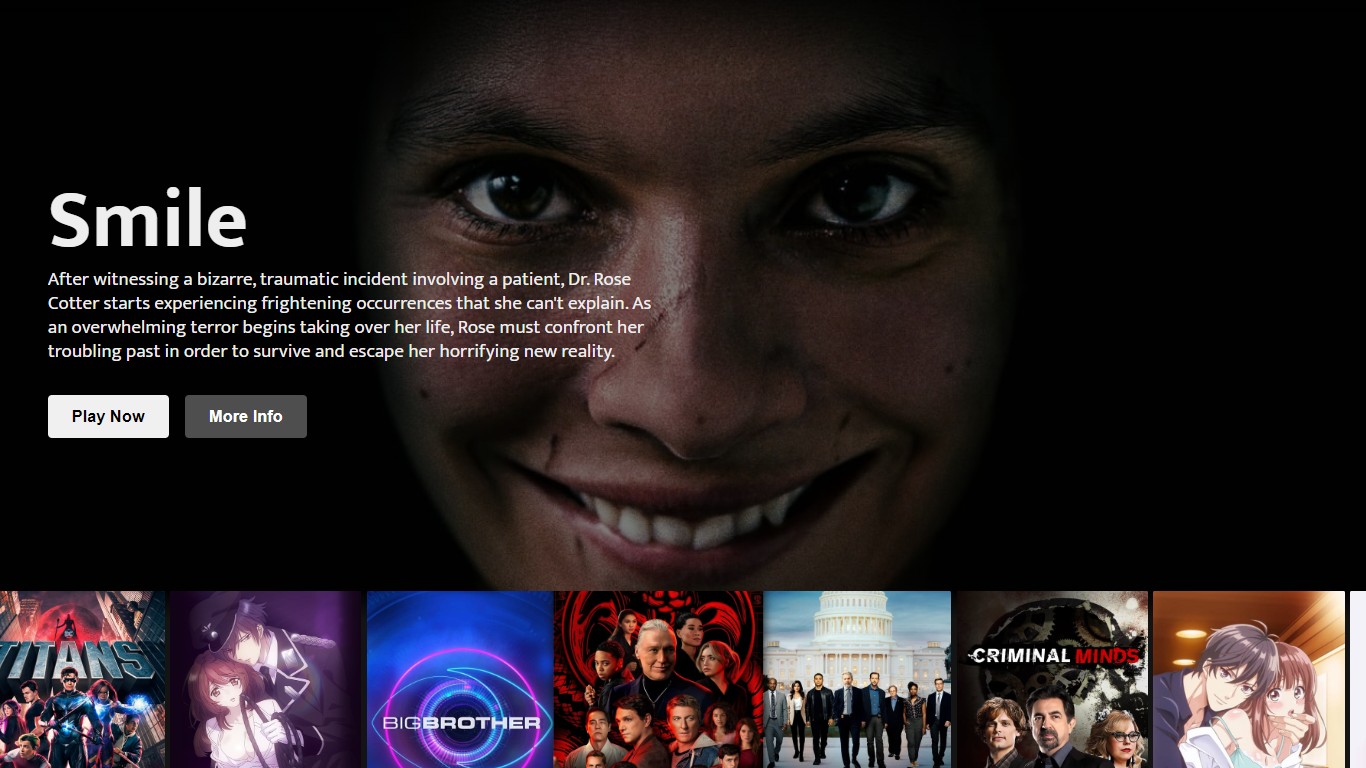 Smile
After witnessing a bizarre, traumatic incident involving a patient, Dr. Rose
Cotter starts experiencing frightening occurrences that she can't explain. As
an overwhelming terror begins taking over her life, Rose must confront her
troubling past in order to survive and escape her horrifying new reality.
Play Now
More Info
TITANS
BIGBROTHER
CRIMINAL MINDS